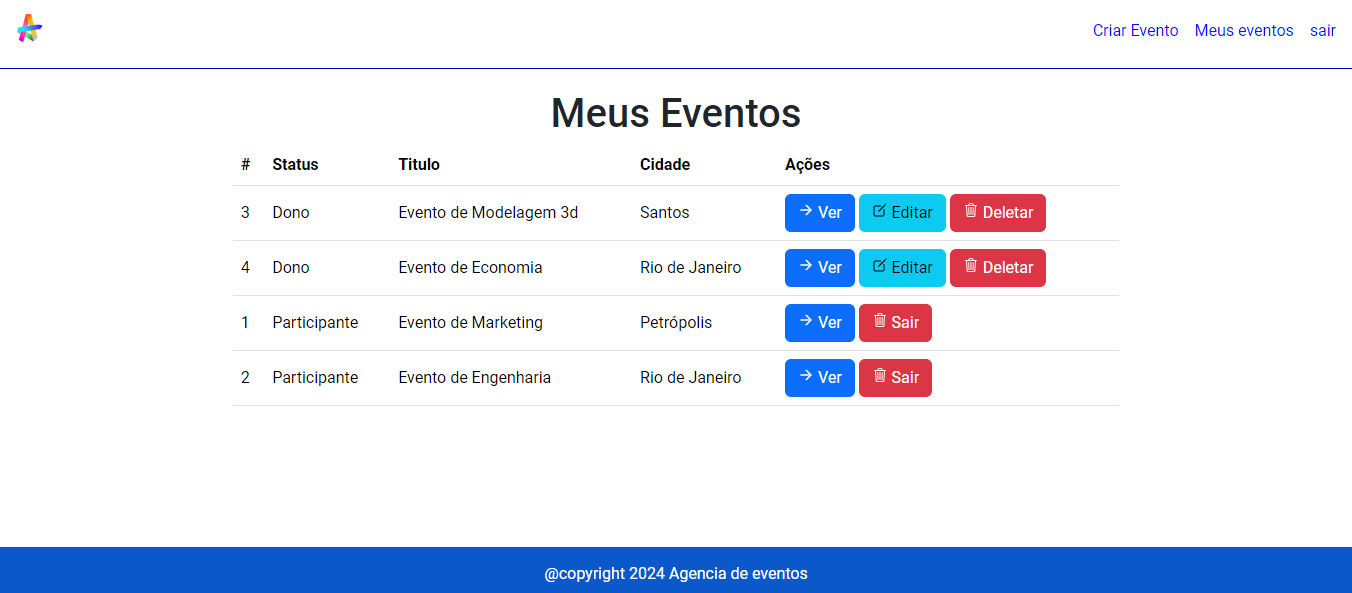 Criar Evento Meus eventos sair
Meus Eventos
# Status Titulo Cidade Ações
3 Dono Evento de Modelagem 3d Santos Ver Editar Deletar
4 Dono Evento de Economia Rio de Janeiro Ver Editar Deletar
1 Participante Evento de Marketing Petrópolis Ver Sair
2 Participante Evento de Engenharia Rio de Janeiro Ver Sair
@copyright 2024 Agencia de eventos